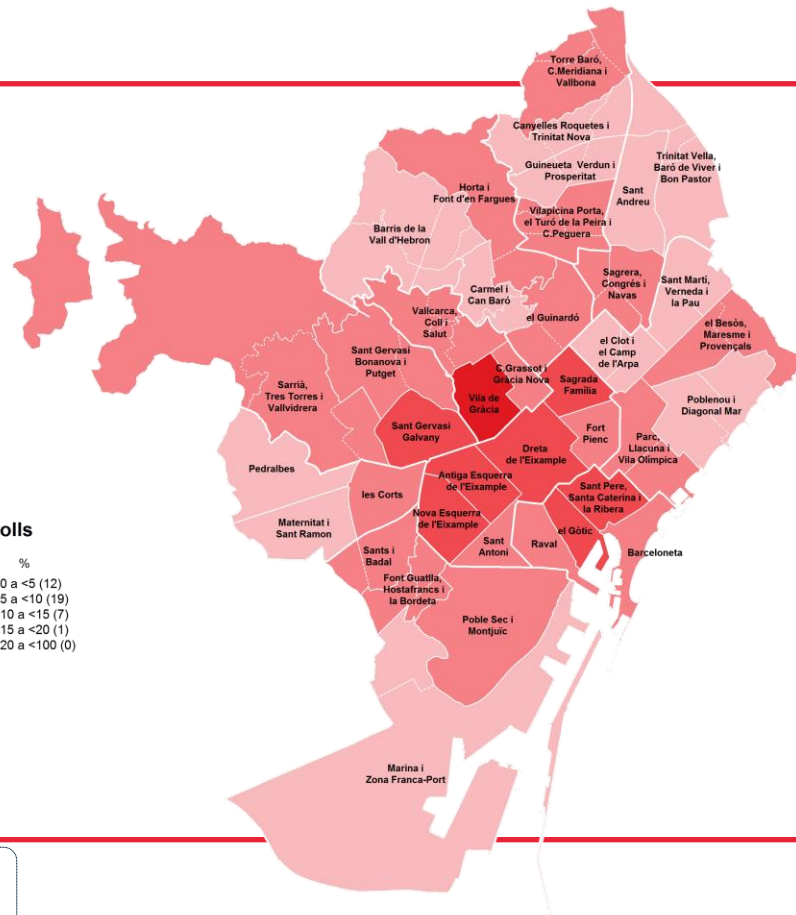 Torre Baró,
C.Meridiana i
Vallbona
Canyelles Roquetes i
Trinitat Nova
Guineueta Verdun i
Prosperitat
Trinitat Vella,
Baró de Viver i
Bon Pastor
Sant
Andreu
Horta i
Font d'en Fargues
Vilapicina Porta,
el Turó de la Peira i
C.Peguera
Barris de la
Vall d'Hebron
Carmel i
Can Baró
Sagrera,
Congrés i
Navas
Sant Martí,
Verneda i
la Pau
Vallcarca,
Coll i
Salut
el Guinardó
el Besòs,
Maresme i
Provençals
el Clot i
el Camp
de l'Arpa
Sant Gervasi
Bonanova i
Putget
C.Grassot i
Gràcia Nova
Sagrada
Família
Sarrià,
Tres Torres i
Vallvidrera
Vila de
Gràcia
Poblenou i
Diagonal Mar
Sant Gervasi
Galvany
Fort
Pienc
Parc,
Llacuna i
Vila Olímpica
Dreta
de l'Eixample
Pedralbes
Antiga Esquerra
de l'Eixample
Sant Pere,
Santa Caterina i
la Ribera
les Corts
Nova Esquerra
de l'Eixample
Maternitat i
Sant Ramon
el Gòtic
Sant
Antoni
Raval
Barceloneta
Sants i
Badal
Font Guatlla,
Hostafrancs i
la Bordeta
Poble Sec i
Montjuïc
Marina i
Zona Franca-Port
olls
%
0 a <5 (12)
5 a <10 (19)
10 a <15 (7)
15 a <20 (1)
20 a <100 (0)